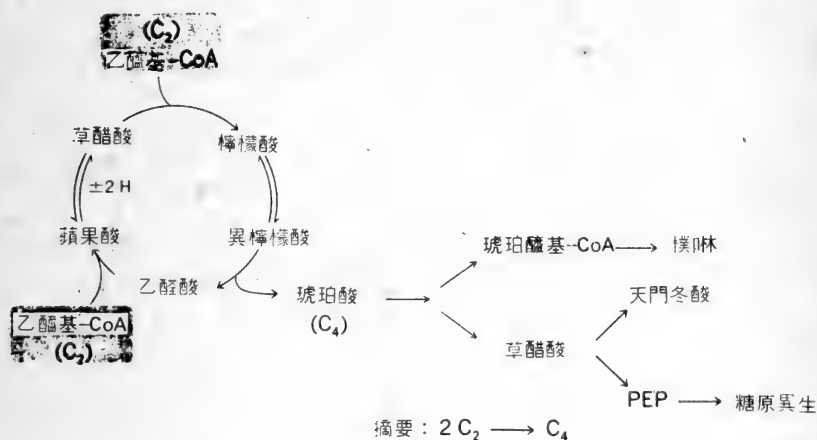 (C₂)
乙醯基-CoA
草醋酸
檸檬酸
±2 H
蘋果酸
異檸檬酸
琥珀醯基-CoA
樸啉
乙醛酸
琥珀酸
(C₄)
天門冬酸
乙醯基-CoA
(C₂)
草醋酸
PEP
糖原異生
摘要：2 C₂ ⟶ C₄